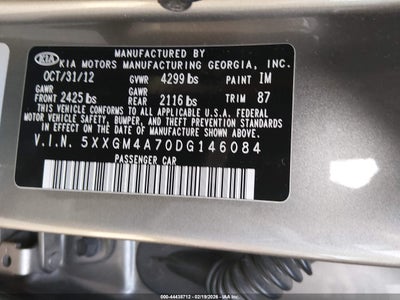 MANUFACTURED BY
KIA KIA MOTORS MANUFACTURING GEORGIA, INC.
OCT/31/12 GVWR 4299 lbs PAINT IM
GAWR GAWR
FRONT 2425 lbs REAR 2116 lbs TRIM 87
THIS VEHICLE CONFORMS TO ALL APPLICABLE U.S.A. FEDERAL
MOTOR VEHICLE SAFETY, BUMPER, AND THEFT PREVENTION STANDARDS
IN EFFECT ON THE DATE OF MANUFACTURE SHOWN ABOVE.
V.I.N. 5XXGM4A70DG146084
PASSENGER CAR
000-44438712 - 02/19/2026 - IAA, Inc.